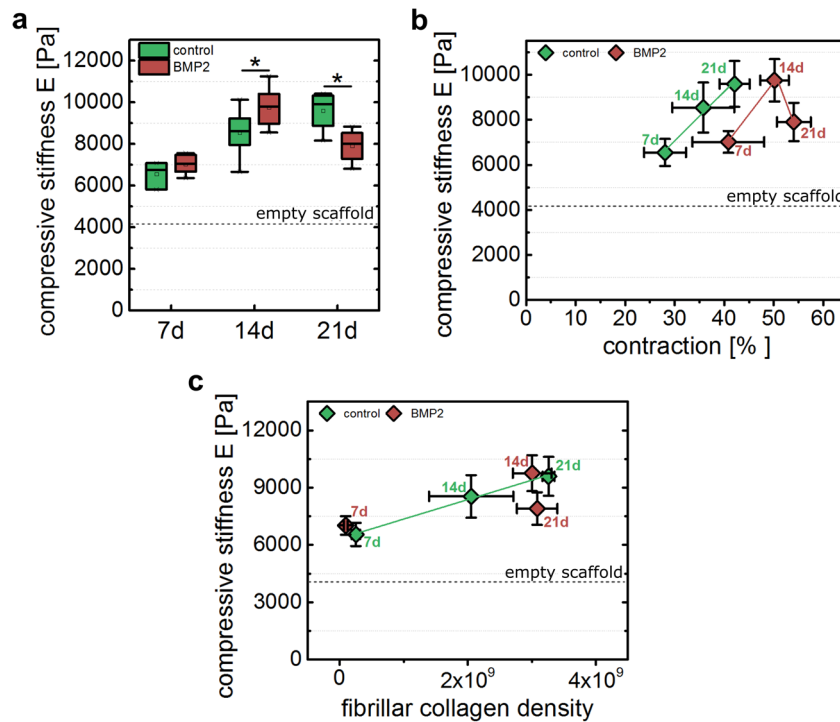 a
compressive stiffness E [Pa]
12000
10000
8000
6000
4000
2000
0
control
BMP2
*
*
empty scaffold
7d
14d
21d
b
compressive stiffness E [Pa]
10000
8000
6000
4000
2000
0
control
BMP2
21d
14d
14d
7d
7d
21d
empty scaffold
0
10
20
30
40
50
60
contraction [% ]
c
compressive stiffness E [Pa]
12000
9000
6000
3000
0
control
BMP2
14d
21d
14d
21d
7d
7d
empty scaffold
0
2x10⁹
4x10⁹
fibrillar collagen density